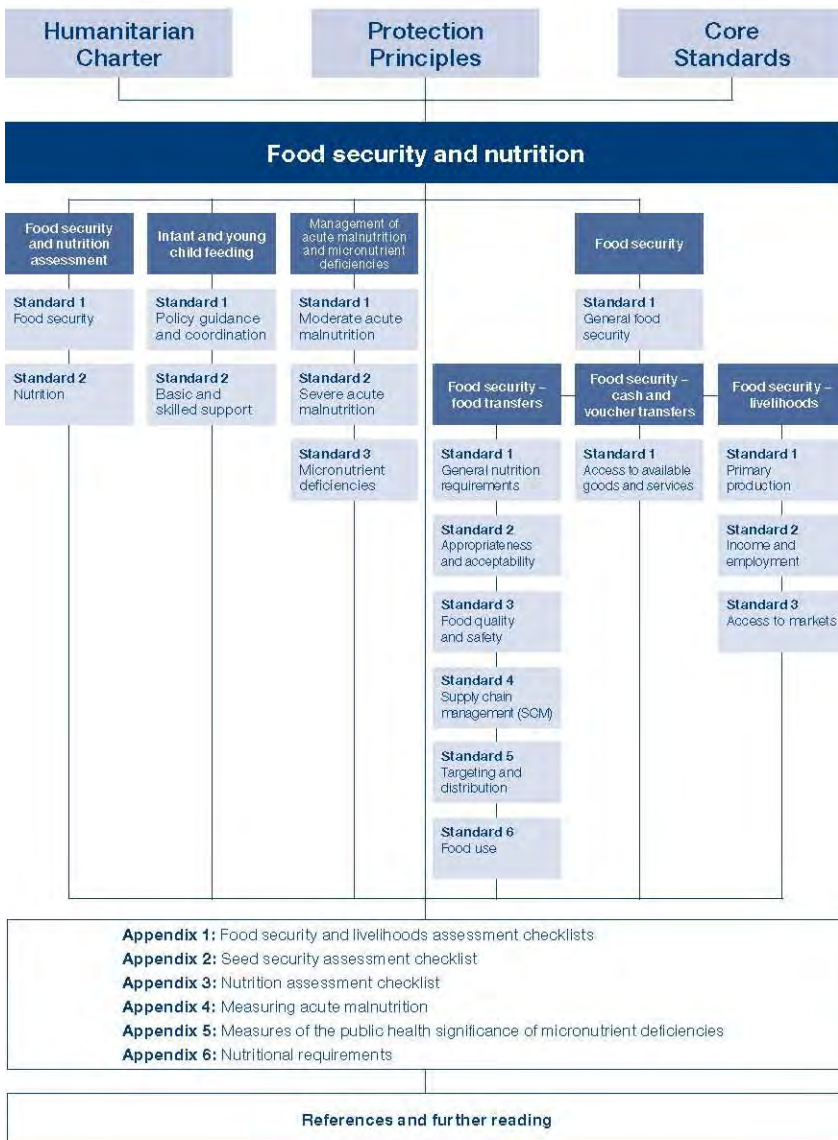 Humanitarian
Charter
Protection
Principles
Core
Standards
Food security and nutrition
Food security
and nutrition
assessment
Standard 1
Food security
Standard 2
Nutrition
Infant and young
child feeding
Standard 1
Policy guidance
and coordination
Standard 2
Basic and
skilled support
Management of
acute malnutrition
and micronutrient
deficiencies
Standard 1
Moderate acute
malnutrition
Standard 2
Severe acute
malnutrition
Standard 3
Micronutrient
deficiencies
Food security
Standard 1
General food
security
Food security –
food transfers
Standard 1
General nutrition
requirements
Standard 2
Appropriateness
and acceptability
Standard 3
Food quality
and safety
Standard 4
Supply chain
management (SCM)
Standard 5
Targeting and
distribution
Standard 6
Food use
Food security –
cash and
voucher transfers
Standard 1
Access to available
goods and services
Food security –
livelihoods
Standard 1
Primary
production
Standard 2
Income and
employment
Standard 3
Access to markets
Appendix 1: Food security and livelihoods assessment checklists
Appendix 2: Seed security assessment checklist
Appendix 3: Nutrition assessment checklist
Appendix 4: Measuring acute malnutrition
Appendix 5: Measures of the public health significance of micronutrient deficiencies
Appendix 6: Nutritional requirements
References and further reading